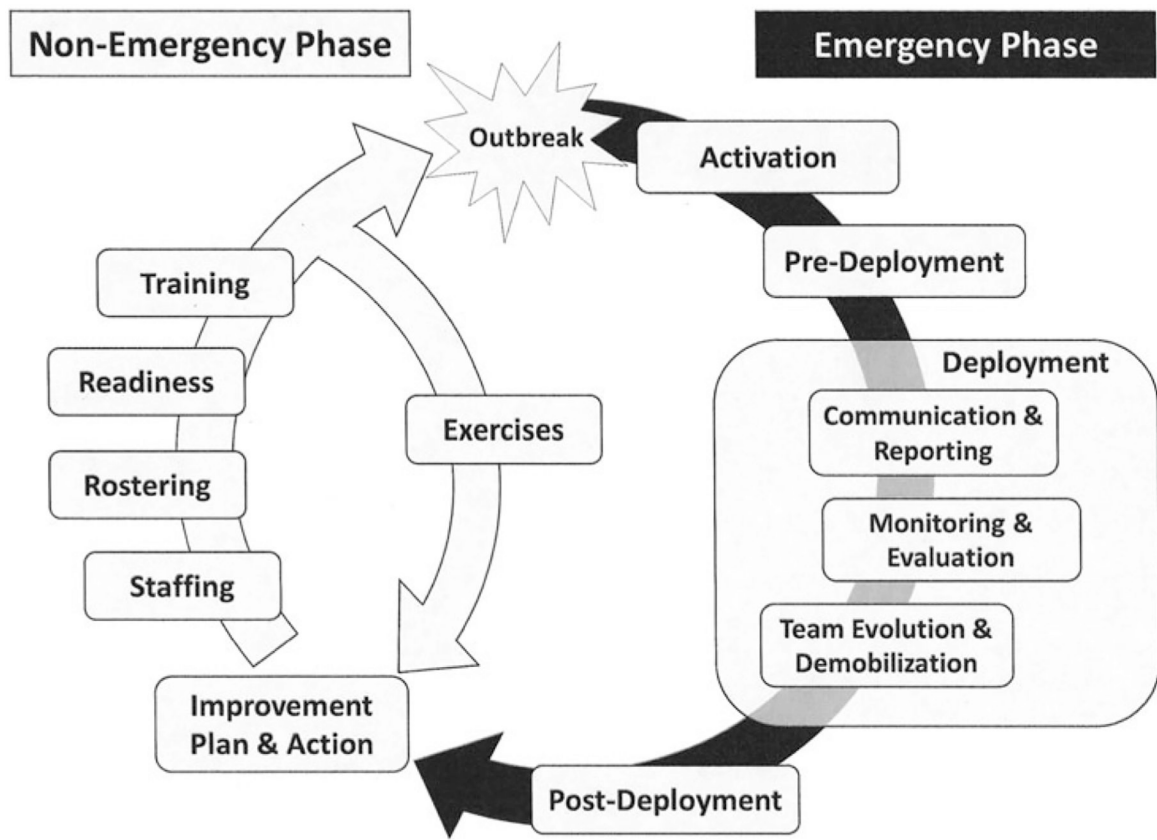 Non-Emergency Phase
Emergency Phase
Outbreak
Activation
Pre-Deployment
Deployment
Communication &
Reporting
Monitoring &
Evaluation
Team Evolution &
Demobilization
Post-Deployment
Improvement
Plan & Action
Staffing
Rostering
Readiness
Training
Exercises